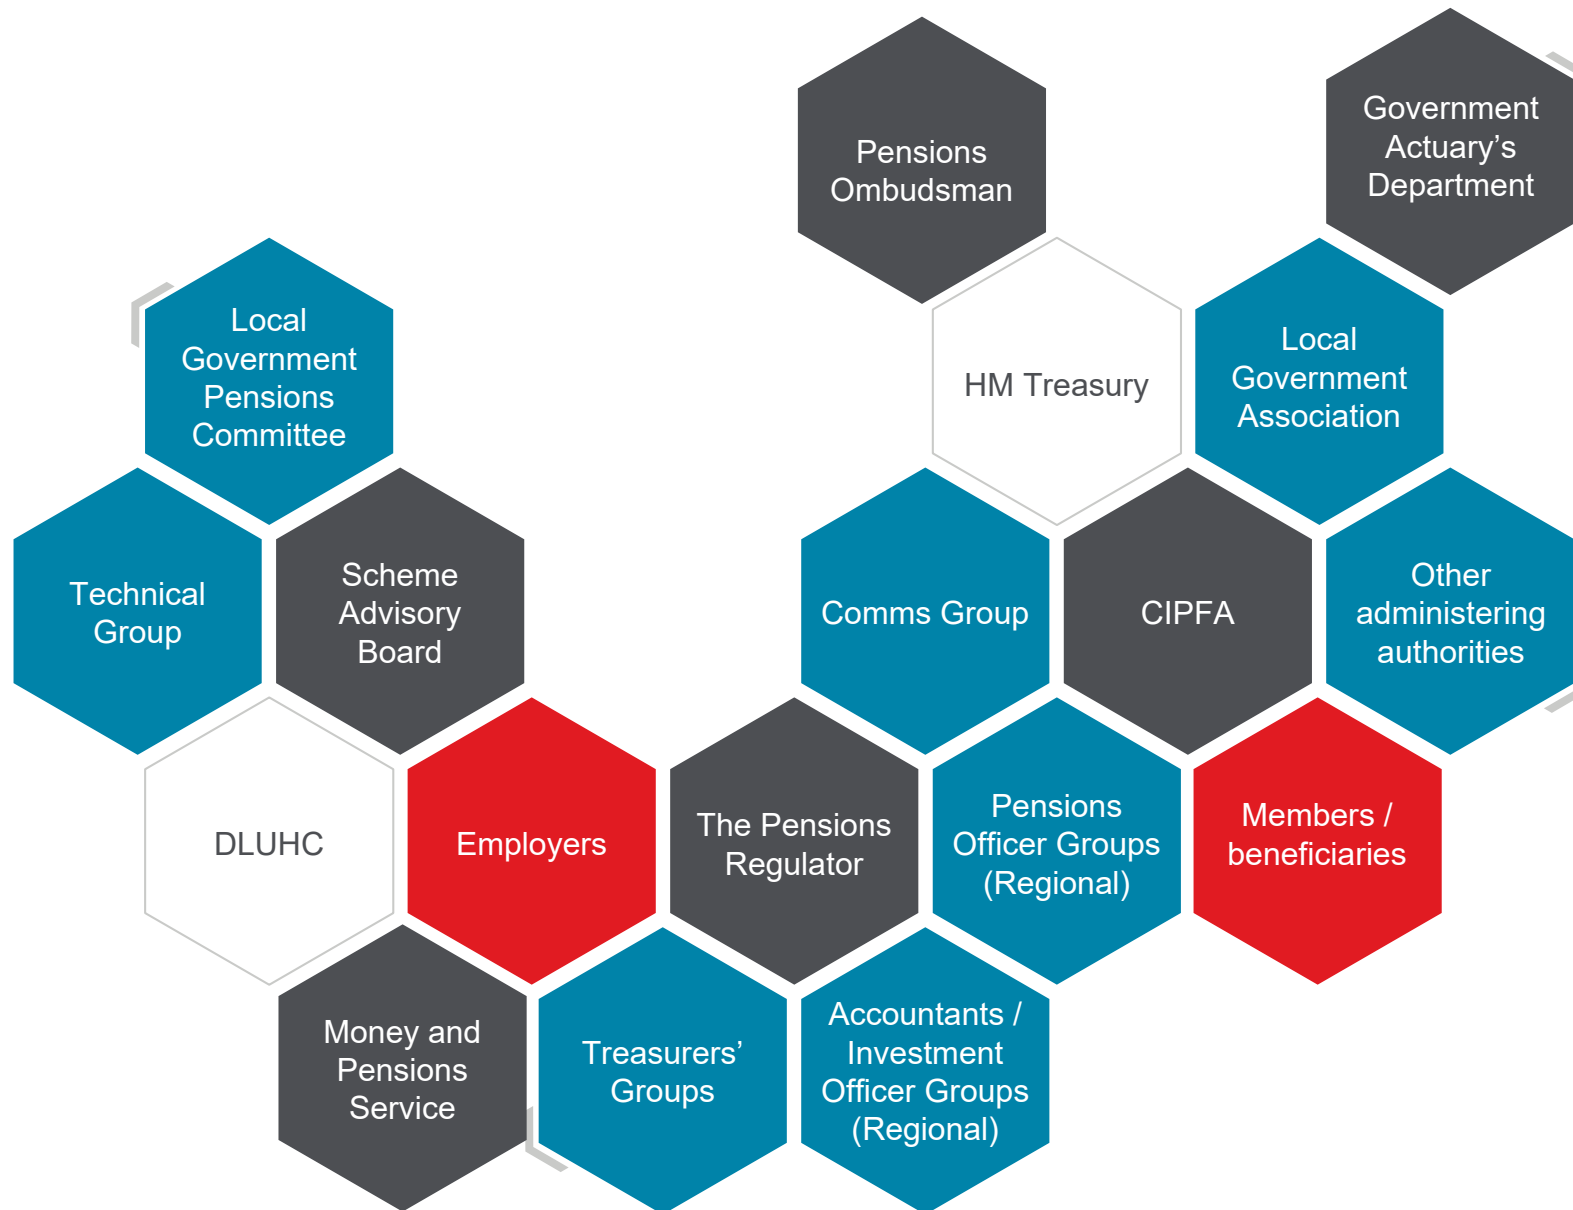 Pensions
Ombudsman
Government
Actuary’s
Department
Local
Government
Pensions
Committee
HM Treasury
Local
Government
Association
Technical
Group
Scheme
Advisory
Board
Comms Group
CIPFA
Other
administering
authorities
DLUHC
Employers
The Pensions
Regulator
Pensions
Officer Groups
(Regional)
Members /
beneficiaries
Money and
Pensions
Service
Treasurers’
Groups
Accountants /
Investment
Officer Groups
(Regional)